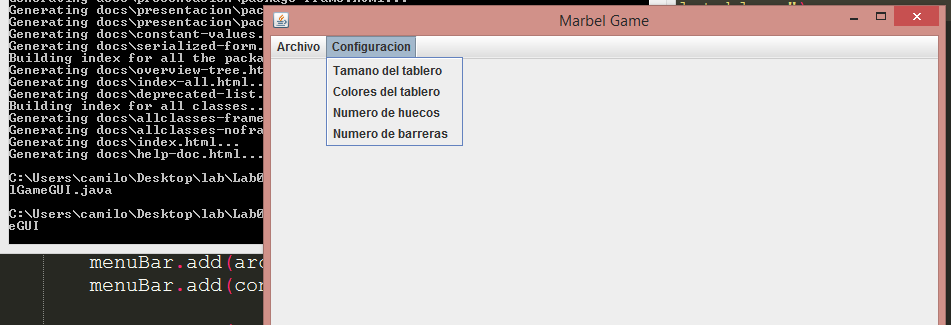 Generating docs\presentacion\package-frame.html...
Generating docs\presentacion\pac
Generating docs\presentacion\pac
Generating docs\constant-values.
Generating docs\serialized-form.
Building index for all the packa
Generating docs\overview-tree.ht
Generating docs\index-all.html..
Generating docs\deprecated-list.
Building index for all classes..
Generating docs\allclasses-frame
Generating docs\allclasses-nofra
Generating docs\index.html...
Generating docs\help-doc.html...
C:\Users\camilo\Desktop\lab\Lab0
lGameGUI.java
C:\Users\camilo\Desktop\lab\Lab0
eGUI
menuBar.add(arc
menuBar.add(con
Marbel Game
Archivo Configuracion
Tamano del tablero
Colores del tablero
Numero de huecos
Numero de barreras